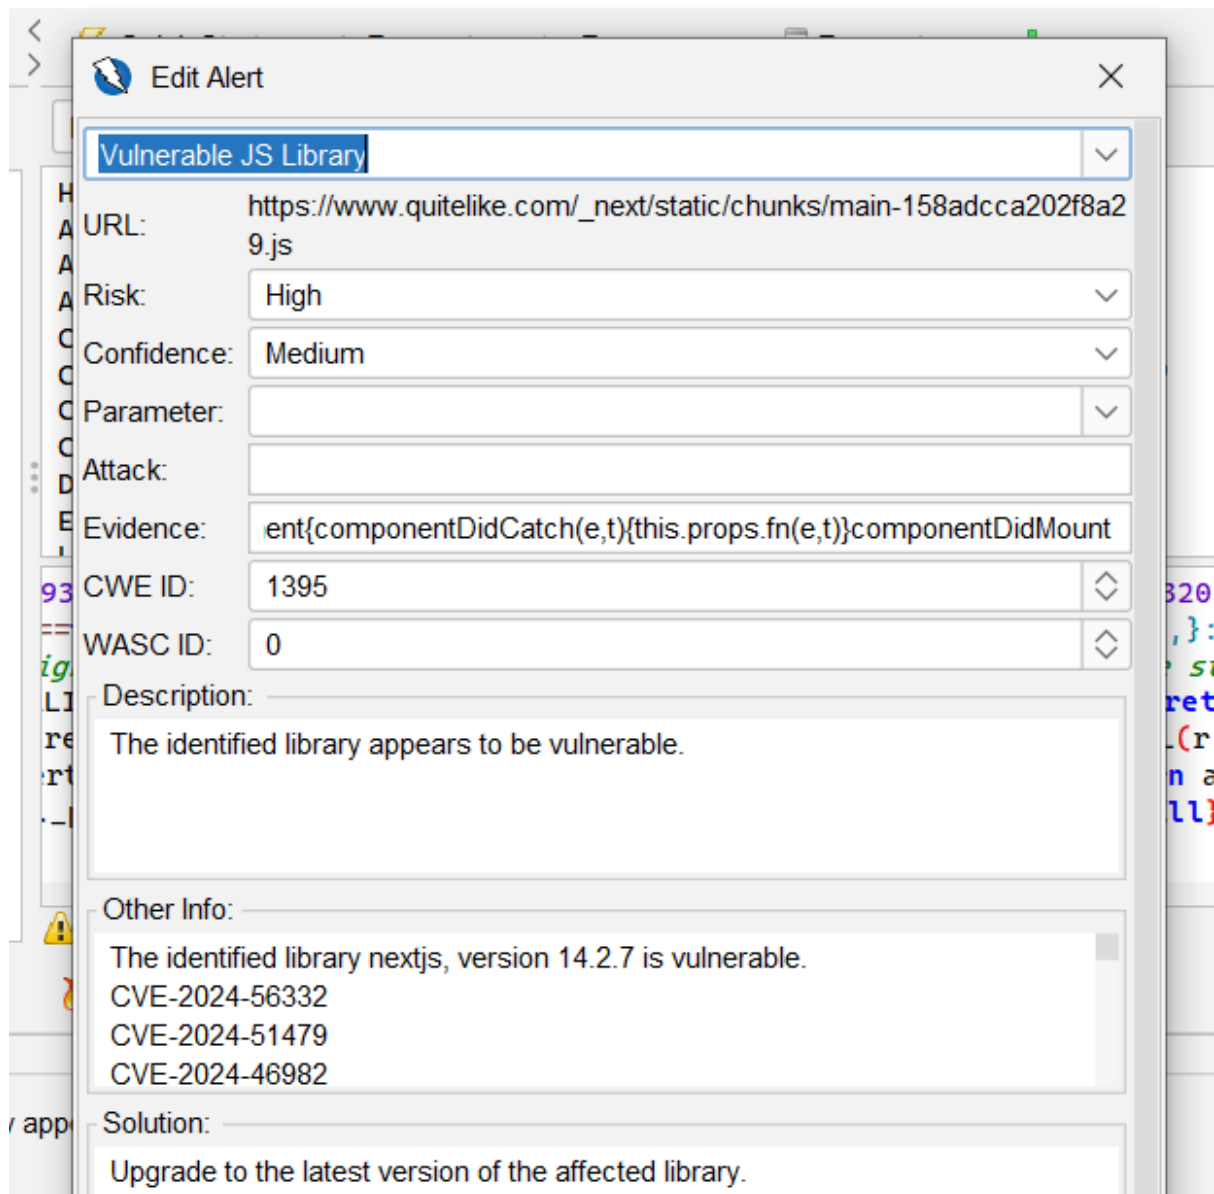 Edit Alert
Vulnerable JS Library
URL:
https://www.quitelike.com/_next/static/chunks/main-158adcca202f8a2
9.js
Risk:
High
Confidence:
Medium
Parameter:
Attack:
Evidence:
ent{componentDidCatch(e,t){this.props.fn(e,t)}componentDidMount
CWE ID:
1395
WASC ID:
0
Description:
The identified library appears to be vulnerable.
Other Info:
The identified library nextjs, version 14.2.7 is vulnerable.
CVE-2024-56332
CVE-2024-51479
CVE-2024-46982
Solution:
Upgrade to the latest version of the affected library.